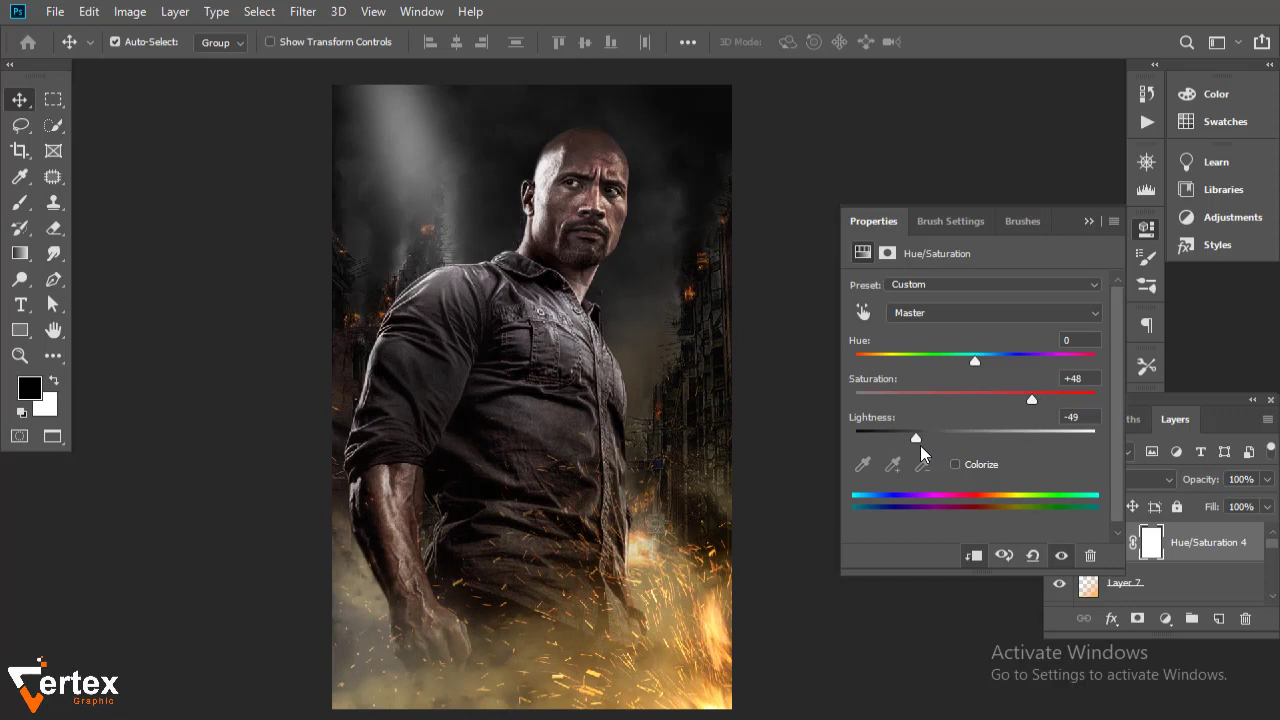 Ps File Edit Image Layer Type Select Filter 3D View Window Help
Auto-Select: Group Show Transform Controls 3D Mode:
Color
Swatches
Learn
Libraries
Adjustments
Styles
Properties Brush Settings Brushes
Hue/Saturation
Preset: Custom
Master
Hue: 0
Saturation: +48
Lightness: -49
Colorize
ths Layers
Opacity: 100%
Fill: 100%
Hue/Saturation 4
Layer 7
Activate Windows
Go to Settings to activate Windows.
Vertex
Graphic